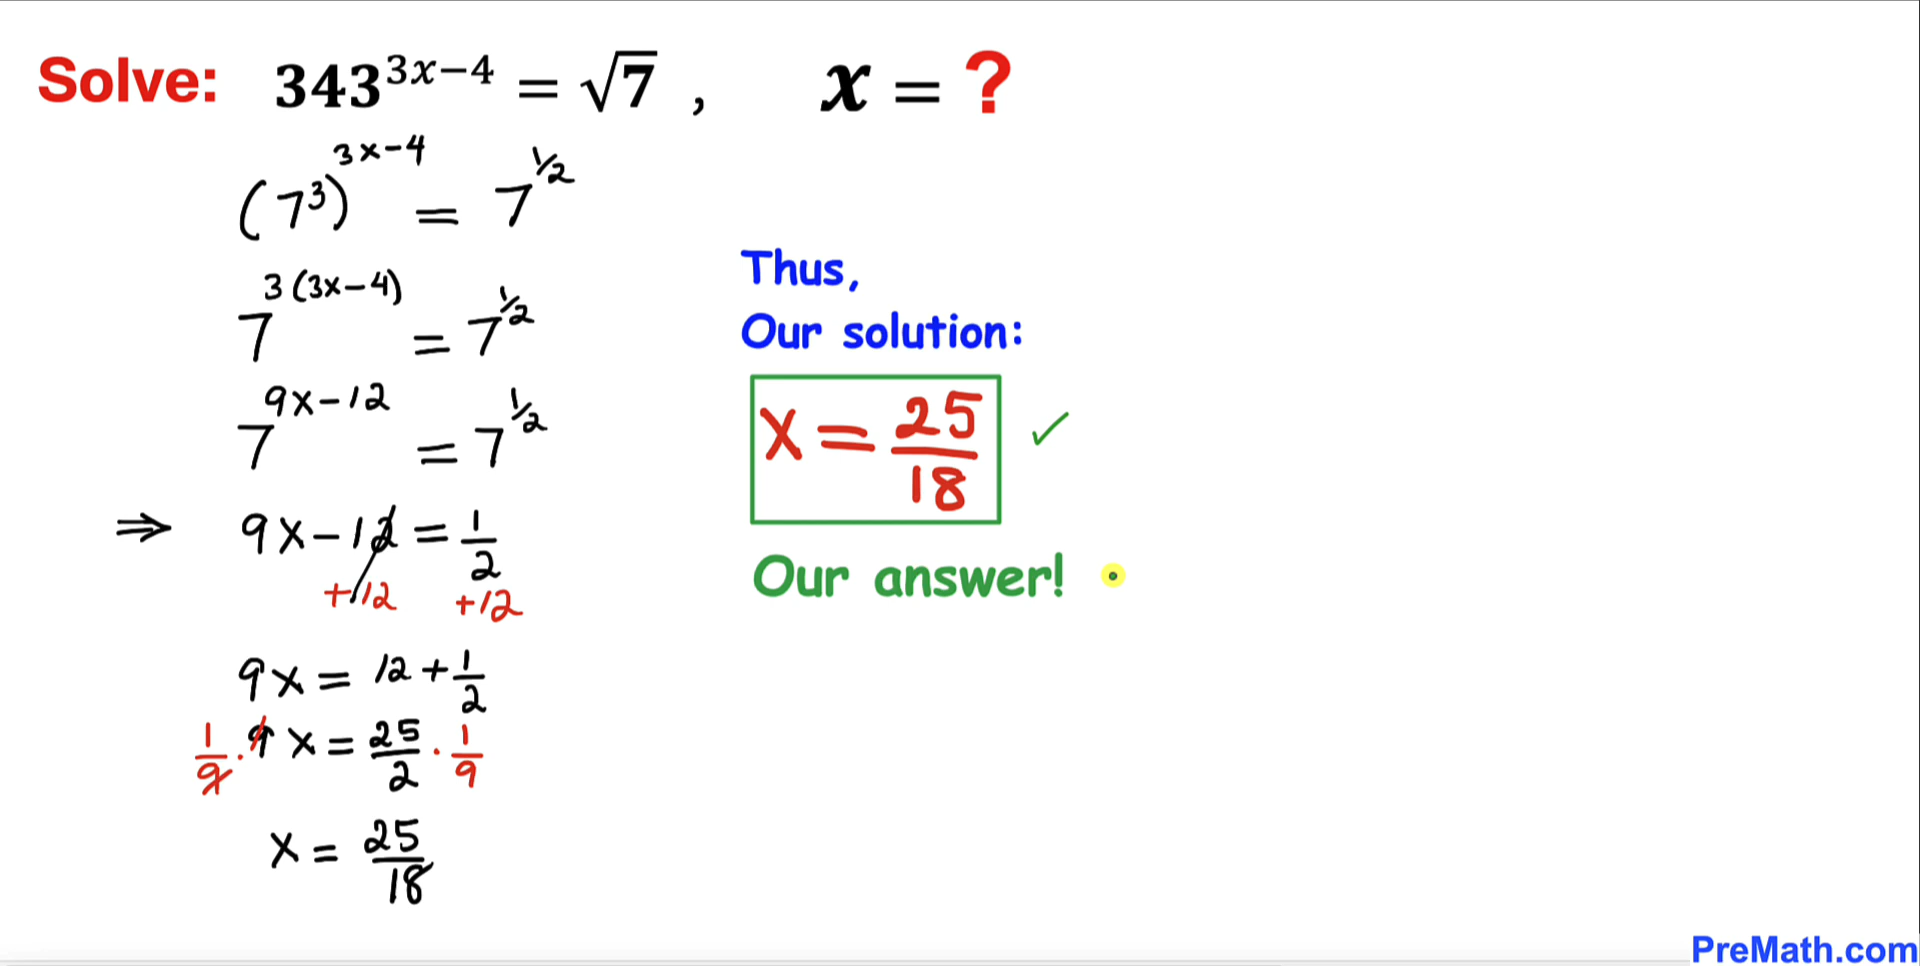 Solve: 343^(3x−4) = √7 , x = ?
(7³)^(3x−4) = 7^(1/2)
7^(3(3x−4)) = 7^(1/2)
7^(9x−12) = 7^(1/2)
⇒ 9x−12 = 1/2
+12 +12
9x = 12 + 1/2
1/9 · 9x = 25/2 · 1/9
x = 25/18
Thus,
Our solution:
x = 25/18 ✓
Our answer!
PreMath.com